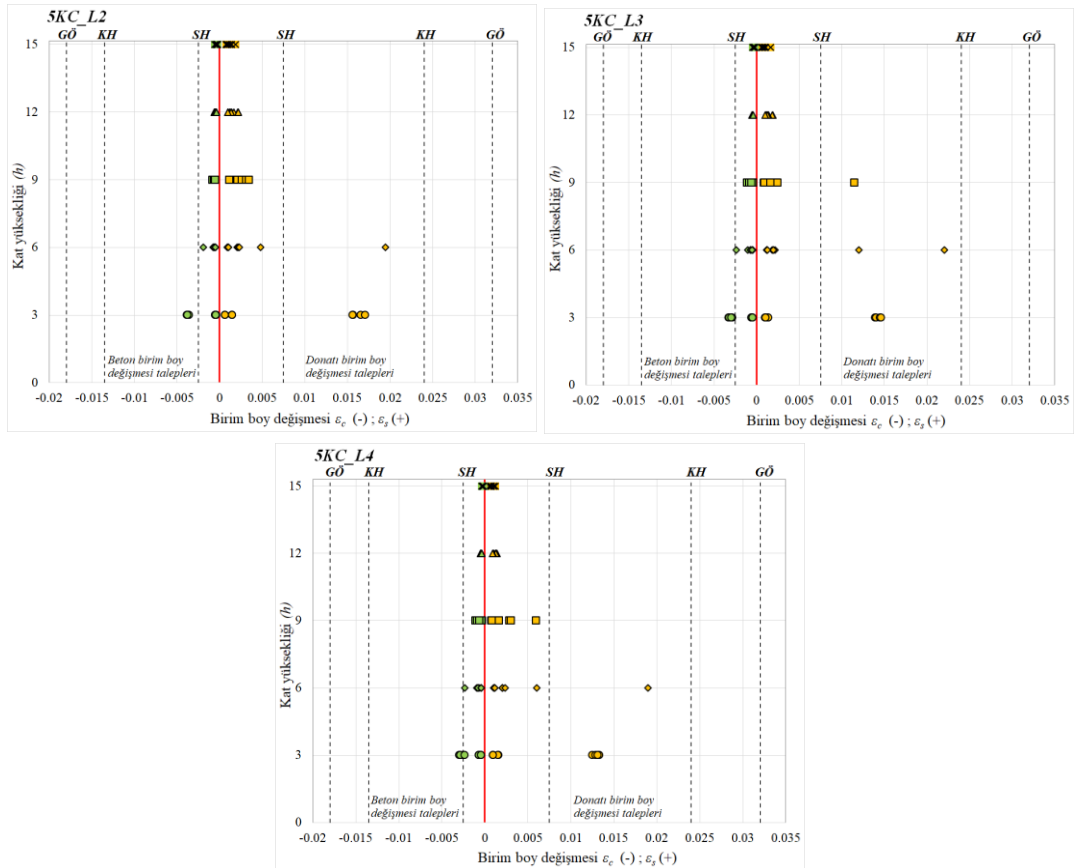 5KC_L2
GÖ KH SH SH KH GÖ
15
12
9
6
3
0
Kat yüksekliği (h)
Beton birim boy
değişmesi talepleri
Donatı birim boy
değişmesi talepleri
-0.02 -0.015 -0.01 -0.005 0 0.005 0.01 0.015 0.02 0.025 0.03 0.035
Birim boy değişmesi εc (-) ; εs (+)
5KC_L3
GÖ KH SH SH KH GÖ
15
12
9
6
3
0
Kat yüksekliği (h)
Beton birim boy
değişmesi talepleri
Donatı birim boy
değişmesi talepleri
-0.02 -0.015 -0.01 -0.005 0 0.005 0.01 0.015 0.02 0.025 0.03 0.035
Birim boy değişmesi εc (-) ; εs (+)
5KC_L4
GÖ KH SH SH KH GÖ
15
12
9
6
3
0
Kat yüksekliği (h)
Beton birim boy
değişmesi talepleri
Donatı birim boy
değişmesi talepleri
-0.02 -0.015 -0.01 -0.005 0 0.005 0.01 0.015 0.02 0.025 0.03 0.035
Birim boy değişmesi εc (-) ; εs (+)